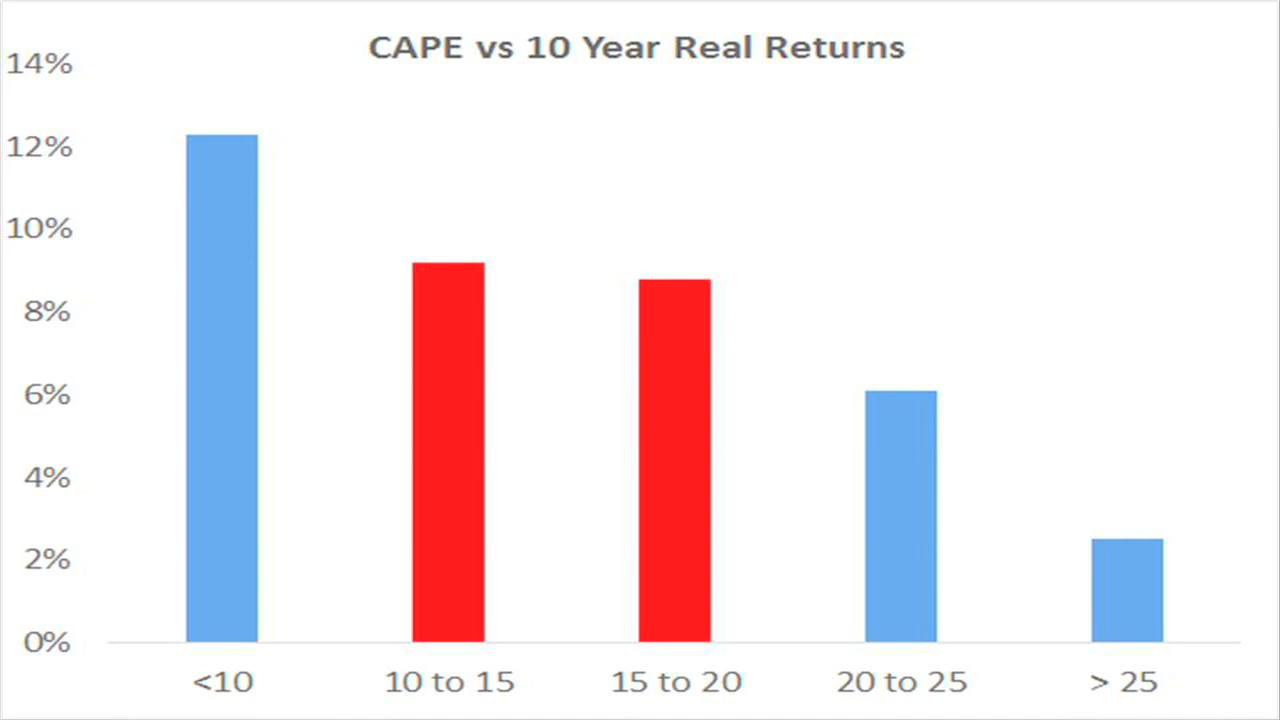 CAPE vs 10 Year Real Returns
14%
12%
10%
8%
6%
4%
2%
0%
<10
10 to 15
15 to 20
20 to 25
> 25